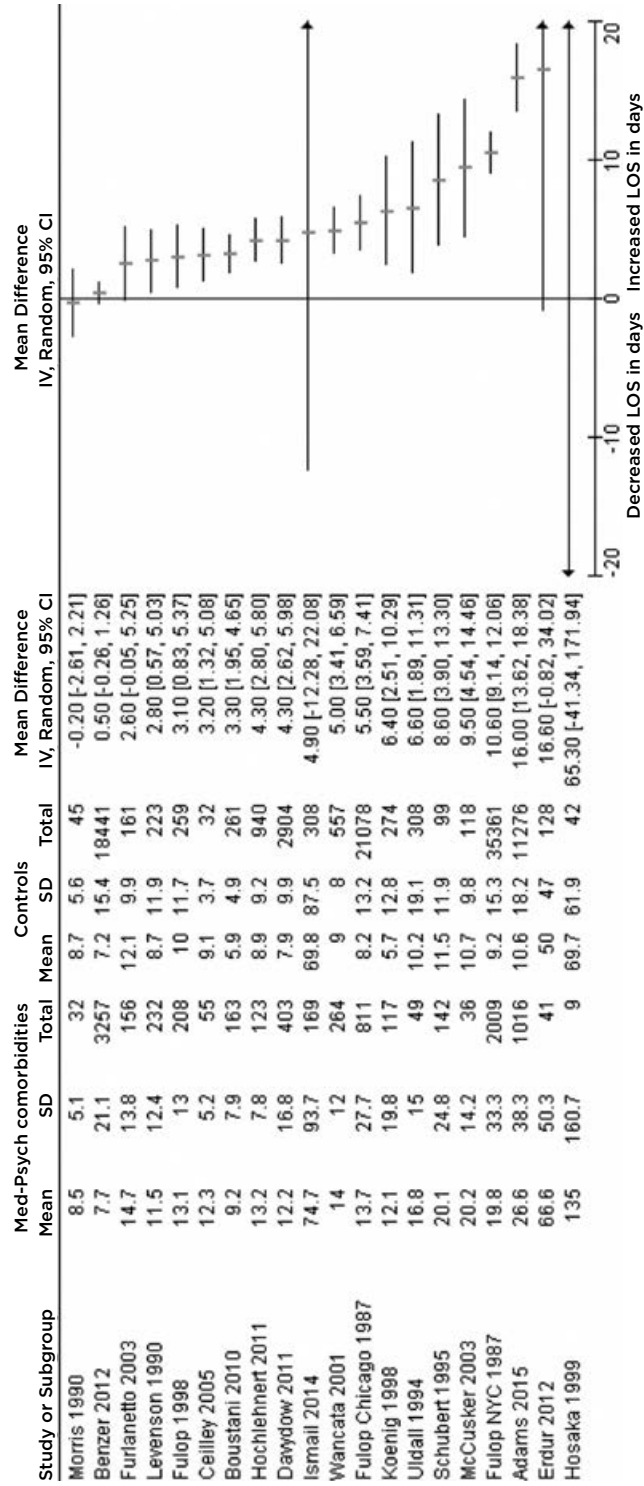 Med-Psych comorbidities Controls Mean Difference Mean Difference
Study or Subgroup Mean SD Total Mean SD Total IV, Random, 95% CI IV, Random, 95% CI
Morris 1990 8.5 5.1 32 8.7 5.6 45 -0.20 [-2.61, 2.21]
Benzer 2012 7.7 21.1 3257 7.2 15.4 18441 0.50 [-0.26, 1.26]
Furlanetto 2003 14.7 13.8 156 12.1 9.9 161 2.60 [-0.05, 5.25]
Levenson 1990 11.5 12.4 232 8.7 11.9 223 2.80 [0.57, 5.03]
Fulop 1998 13.1 13 208 10 11.7 259 3.10 [0.83, 5.37]
Ceilley 2005 12.3 5.2 55 9.1 3.7 32 3.20 [1.32, 5.08]
Boustani 2010 9.2 7.9 163 5.9 4.9 261 3.30 [1.95, 4.65]
Hochlehnert 2011 13.2 7.8 123 8.9 9.2 940 4.30 [2.80, 5.80]
Davydow 2011 12.2 16.8 403 7.9 9.9 2904 4.30 [2.62, 5.98]
Ismail 2014 74.7 93.7 169 69.8 87.5 308 4.90 [-12.28, 22.08]
Wancata 2001 14 12 264 9 8 557 5.00 [3.41, 6.59]
Fulop Chicago 1987 13.7 27.7 811 8.2 13.2 21078 5.50 [3.59, 7.41]
Koenig 1998 12.1 19.8 117 5.7 12.8 274 6.40 [2.51, 10.29]
Uldall 1994 16.8 15 49 10.2 19.1 308 6.60 [1.89, 11.31]
Schubert 1995 20.1 24.8 142 11.5 11.9 99 8.60 [3.90, 13.30]
McCusker 2003 20.2 14.2 36 10.7 9.8 118 9.50 [4.54, 14.46]
Fulop NYC 1987 19.8 33.3 2009 9.2 15.3 35361 10.60 [9.14, 12.06]
Adams 2015 26.6 38.3 1016 10.6 18.2 11276 16.00 [13.62, 18.38]
Erdur 2012 66.6 50.3 41 50 47 128 16.60 [-0.82, 34.02]
Hosaka 1999 135 160.7 9 69.7 61.9 42 65.30 [-41.34, 171.94]
-20 -10 0 10 20
Decreased LOS in days Increased LOS in days